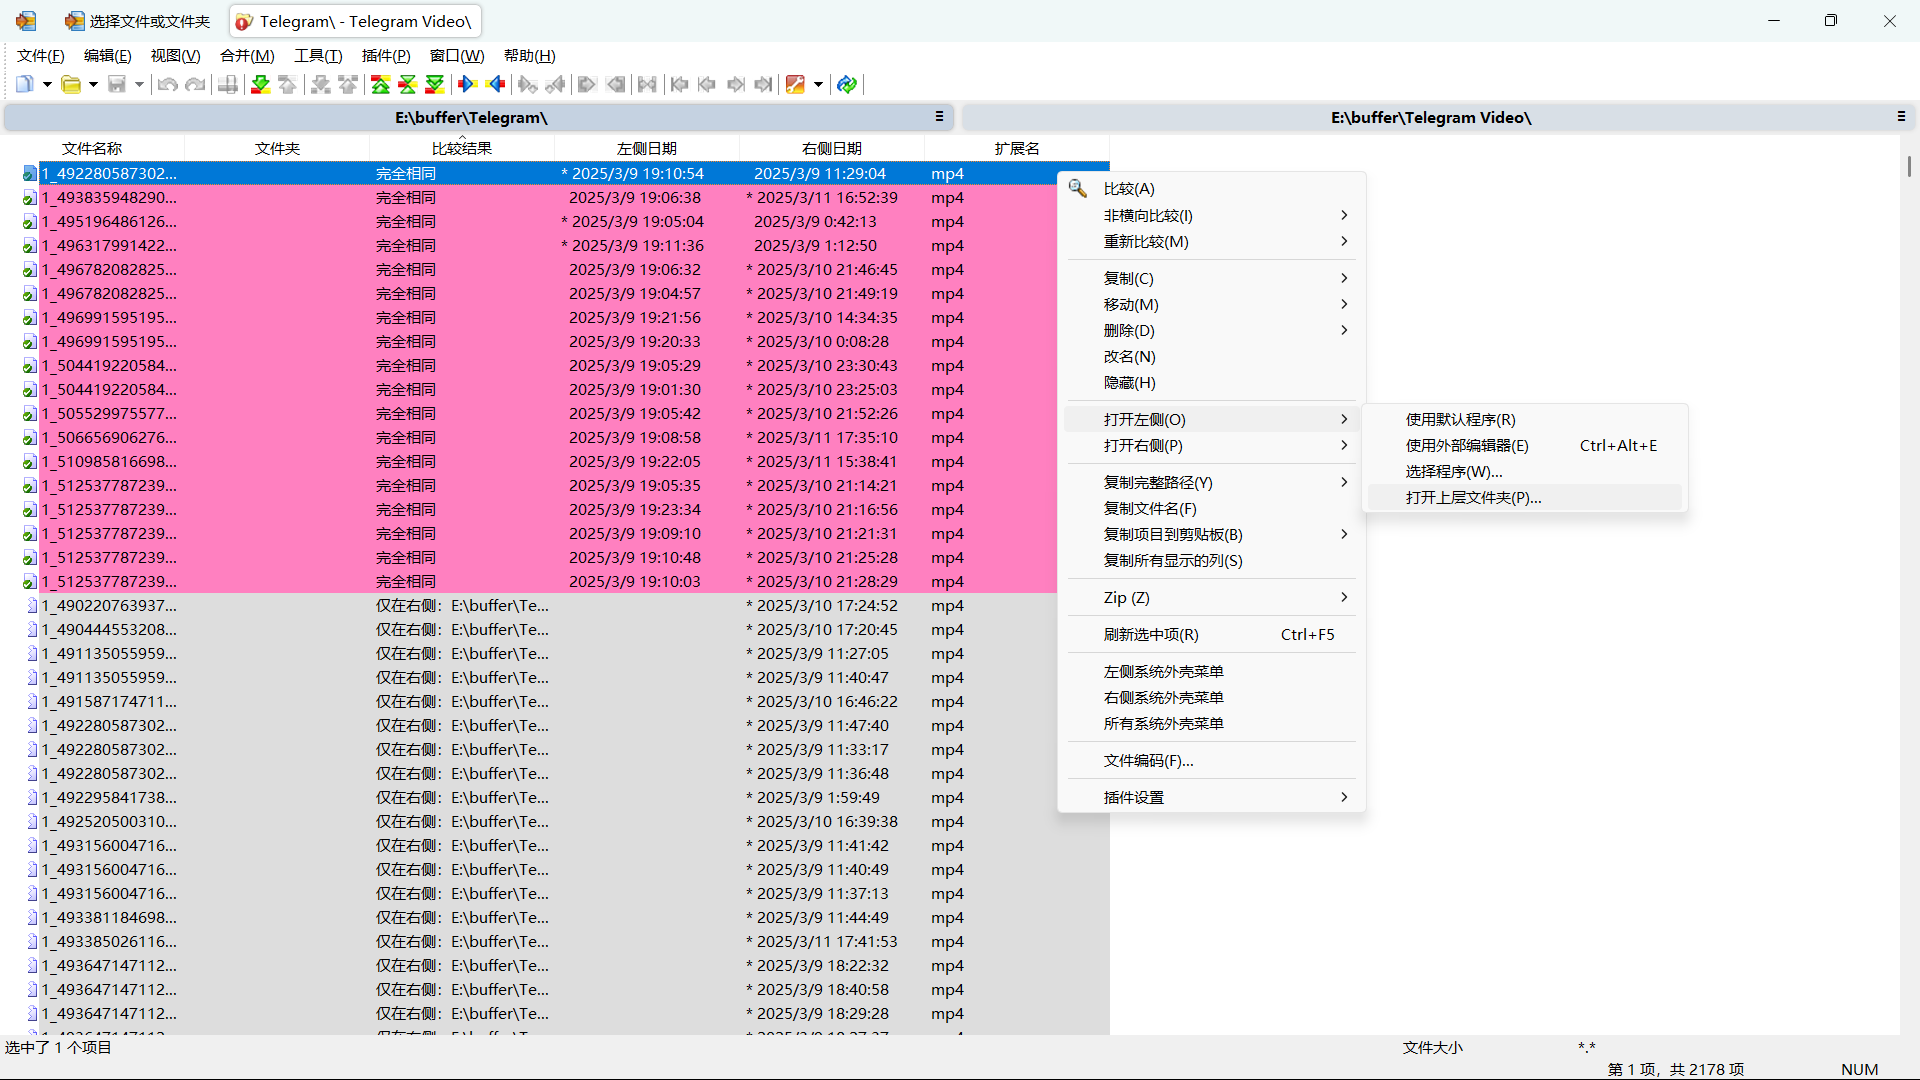 选择文件或文件夹
Telegram\ - Telegram Video\
文件(F) 编辑(E) 视图(V) 合并(M) 工具(T) 插件(P) 窗口(W) 帮助(H)
E:\buffer\Telegram\
E:\buffer\Telegram Video\
文件名称 文件夹 比较结果 左侧日期 右侧日期 扩展名
1_492280587302... 完全相同 * 2025/3/9 19:10:54 2025/3/9 11:29:04 mp4
1_493835948290... 完全相同 2025/3/9 19:06:38 * 2025/3/11 16:52:39 mp4
1_495196486126... 完全相同 * 2025/3/9 19:05:04 2025/3/9 0:42:13 mp4
1_496317991422... 完全相同 * 2025/3/9 19:11:36 2025/3/9 1:12:50 mp4
1_496782082825... 完全相同 2025/3/9 19:06:32 * 2025/3/10 21:46:45 mp4
1_496782082825... 完全相同 2025/3/9 19:04:57 * 2025/3/10 21:49:19 mp4
1_496991595195... 完全相同 2025/3/9 19:21:56 * 2025/3/10 14:34:35 mp4
1_496991595195... 完全相同 2025/3/9 19:20:33 * 2025/3/10 0:08:28 mp4
1_504419220584... 完全相同 2025/3/9 19:05:29 * 2025/3/10 23:30:43 mp4
1_504419220584... 完全相同 2025/3/9 19:01:30 * 2025/3/10 23:25:03 mp4
1_505529975577... 完全相同 2025/3/9 19:05:42 * 2025/3/10 21:52:26 mp4
1_506656906276... 完全相同 2025/3/9 19:08:58 * 2025/3/11 17:35:10 mp4
1_510985816698... 完全相同 2025/3/9 19:22:05 * 2025/3/11 15:38:41 mp4
1_512537787239... 完全相同 2025/3/9 19:05:35 * 2025/3/10 21:14:21 mp4
1_512537787239... 完全相同 2025/3/9 19:23:34 * 2025/3/10 21:16:56 mp4
1_512537787239... 完全相同 2025/3/9 19:09:10 * 2025/3/10 21:21:31 mp4
1_512537787239... 完全相同 2025/3/9 19:10:48 * 2025/3/10 21:25:28 mp4
1_512537787239... 完全相同 2025/3/9 19:10:03 * 2025/3/10 21:28:29 mp4
1_490220763937... 仅在右侧: E:\buffer\Te... * 2025/3/10 17:24:52 mp4
1_490444553208... 仅在右侧: E:\buffer\Te... * 2025/3/10 17:20:45 mp4
1_491135055959... 仅在右侧: E:\buffer\Te... * 2025/3/9 11:27:05 mp4
1_491135055959... 仅在右侧: E:\buffer\Te... * 2025/3/9 11:40:47 mp4
1_491587174711... 仅在右侧: E:\buffer\Te... * 2025/3/10 16:46:22 mp4
1_492280587302... 仅在右侧: E:\buffer\Te... * 2025/3/9 11:47:40 mp4
1_492280587302... 仅在右侧: E:\buffer\Te... * 2025/3/9 11:33:17 mp4
1_492280587302... 仅在右侧: E:\buffer\Te... * 2025/3/9 11:36:48 mp4
1_492295841738... 仅在右侧: E:\buffer\Te... * 2025/3/9 1:59:49 mp4
1_492520500310... 仅在右侧: E:\buffer\Te... * 2025/3/10 16:39:38 mp4
1_493156004716... 仅在右侧: E:\buffer\Te... * 2025/3/9 11:41:42 mp4
1_493156004716... 仅在右侧: E:\buffer\Te... * 2025/3/9 11:40:49 mp4
1_493156004716... 仅在右侧: E:\buffer\Te... * 2025/3/9 11:37:13 mp4
1_493381184698... 仅在右侧: E:\buffer\Te... * 2025/3/9 11:44:49 mp4
1_493385026116... 仅在右侧: E:\buffer\Te... * 2025/3/11 17:41:53 mp4
1_493647147112... 仅在右侧: E:\buffer\Te... * 2025/3/9 18:22:32 mp4
1_493647147112... 仅在右侧: E:\buffer\Te... * 2025/3/9 18:40:58 mp4
1_493647147112... 仅在右侧: E:\buffer\Te... * 2025/3/9 18:29:28 mp4
比较(A)
非横向比较(I)
重新比较(M)
复制(C)
移动(M)
删除(D)
改名(N)
隐藏(H)
打开左侧(O)
打开右侧(P)
复制完整路径(Y)
复制文件名(F)
复制项目到剪贴板(B)
复制所有显示的列(S)
Zip (Z)
刷新选中项(R) Ctrl+F5
左侧系统外壳菜单
右侧系统外壳菜单
所有系统外壳菜单
文件编码(F)...
插件设置
使用默认程序(R)
使用外部编辑器(E) Ctrl+Alt+E
选择程序(W)...
打开上层文件夹(P)...
选中了 1 个项目 文件大小 *.*
第 1 项，共 2178 项 NUM